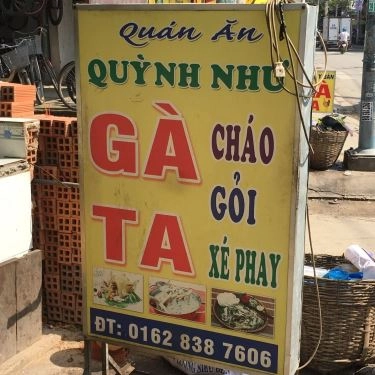 Quán Ăn
QUỲNH NHƯ
GÀ
TA
CHÁO
GỎI
XÉ PHAY
ĐT: 0162 838 7606